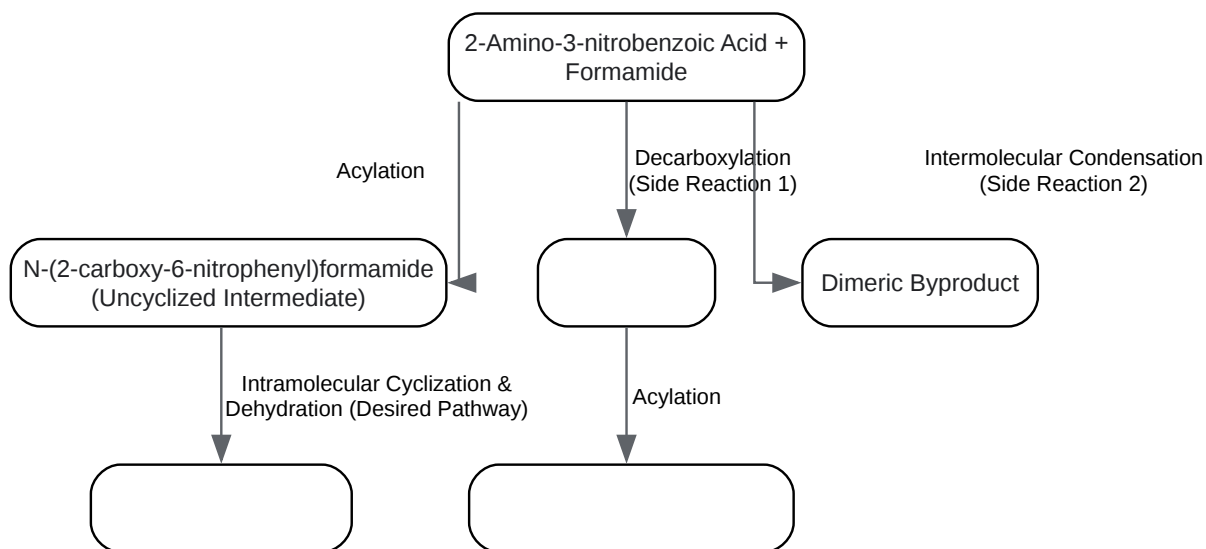 2-Amino-3-nitrobenzoic Acid +
Formamide
Acylation
Decarboxylation
(Side Reaction 1)
Intermolecular Condensation
(Side Reaction 2)
N-(2-carboxy-6-nitrophenyl)formamide
(Uncyclized Intermediate)
Dimeric Byproduct
Intramolecular Cyclization &
Dehydration (Desired Pathway)
Acylation